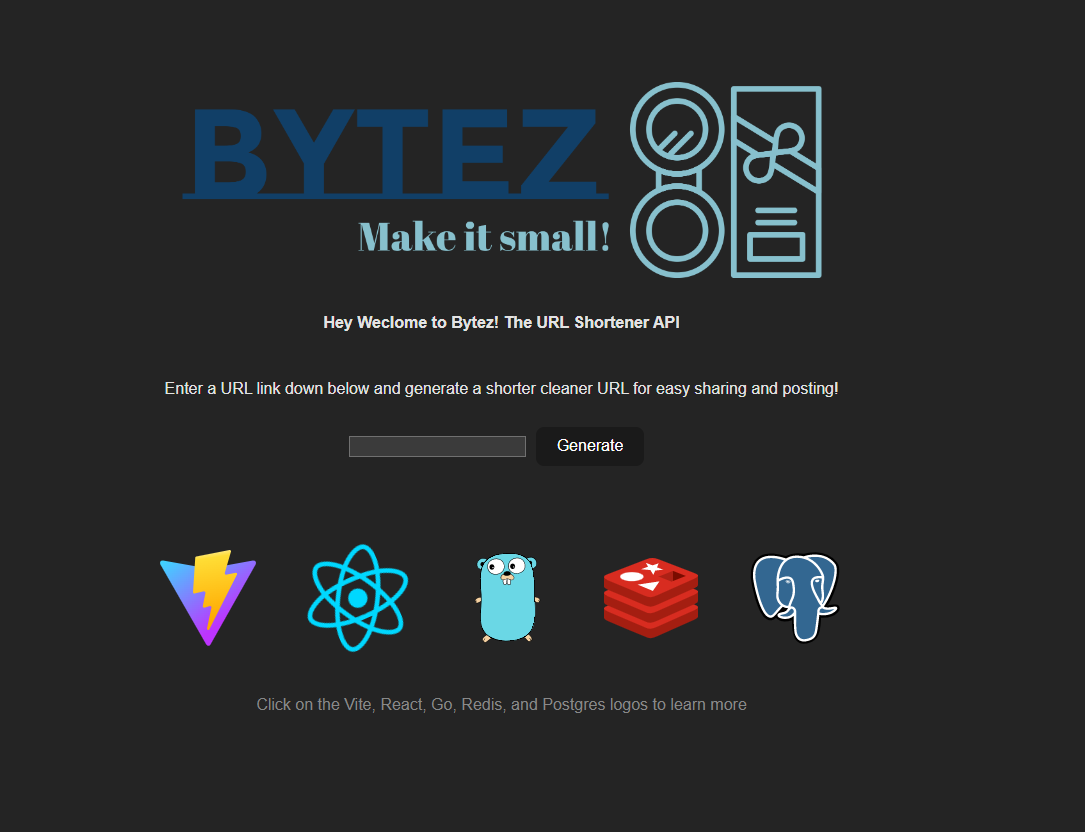 BYTEZ
Make it small!
Hey Weclome to Bytez! The URL Shortener API
Enter a URL link down below and generate a shorter cleaner URL for easy sharing and posting!
Generate
Click on the Vite, React, Go, Redis, and Postgres logos to learn more